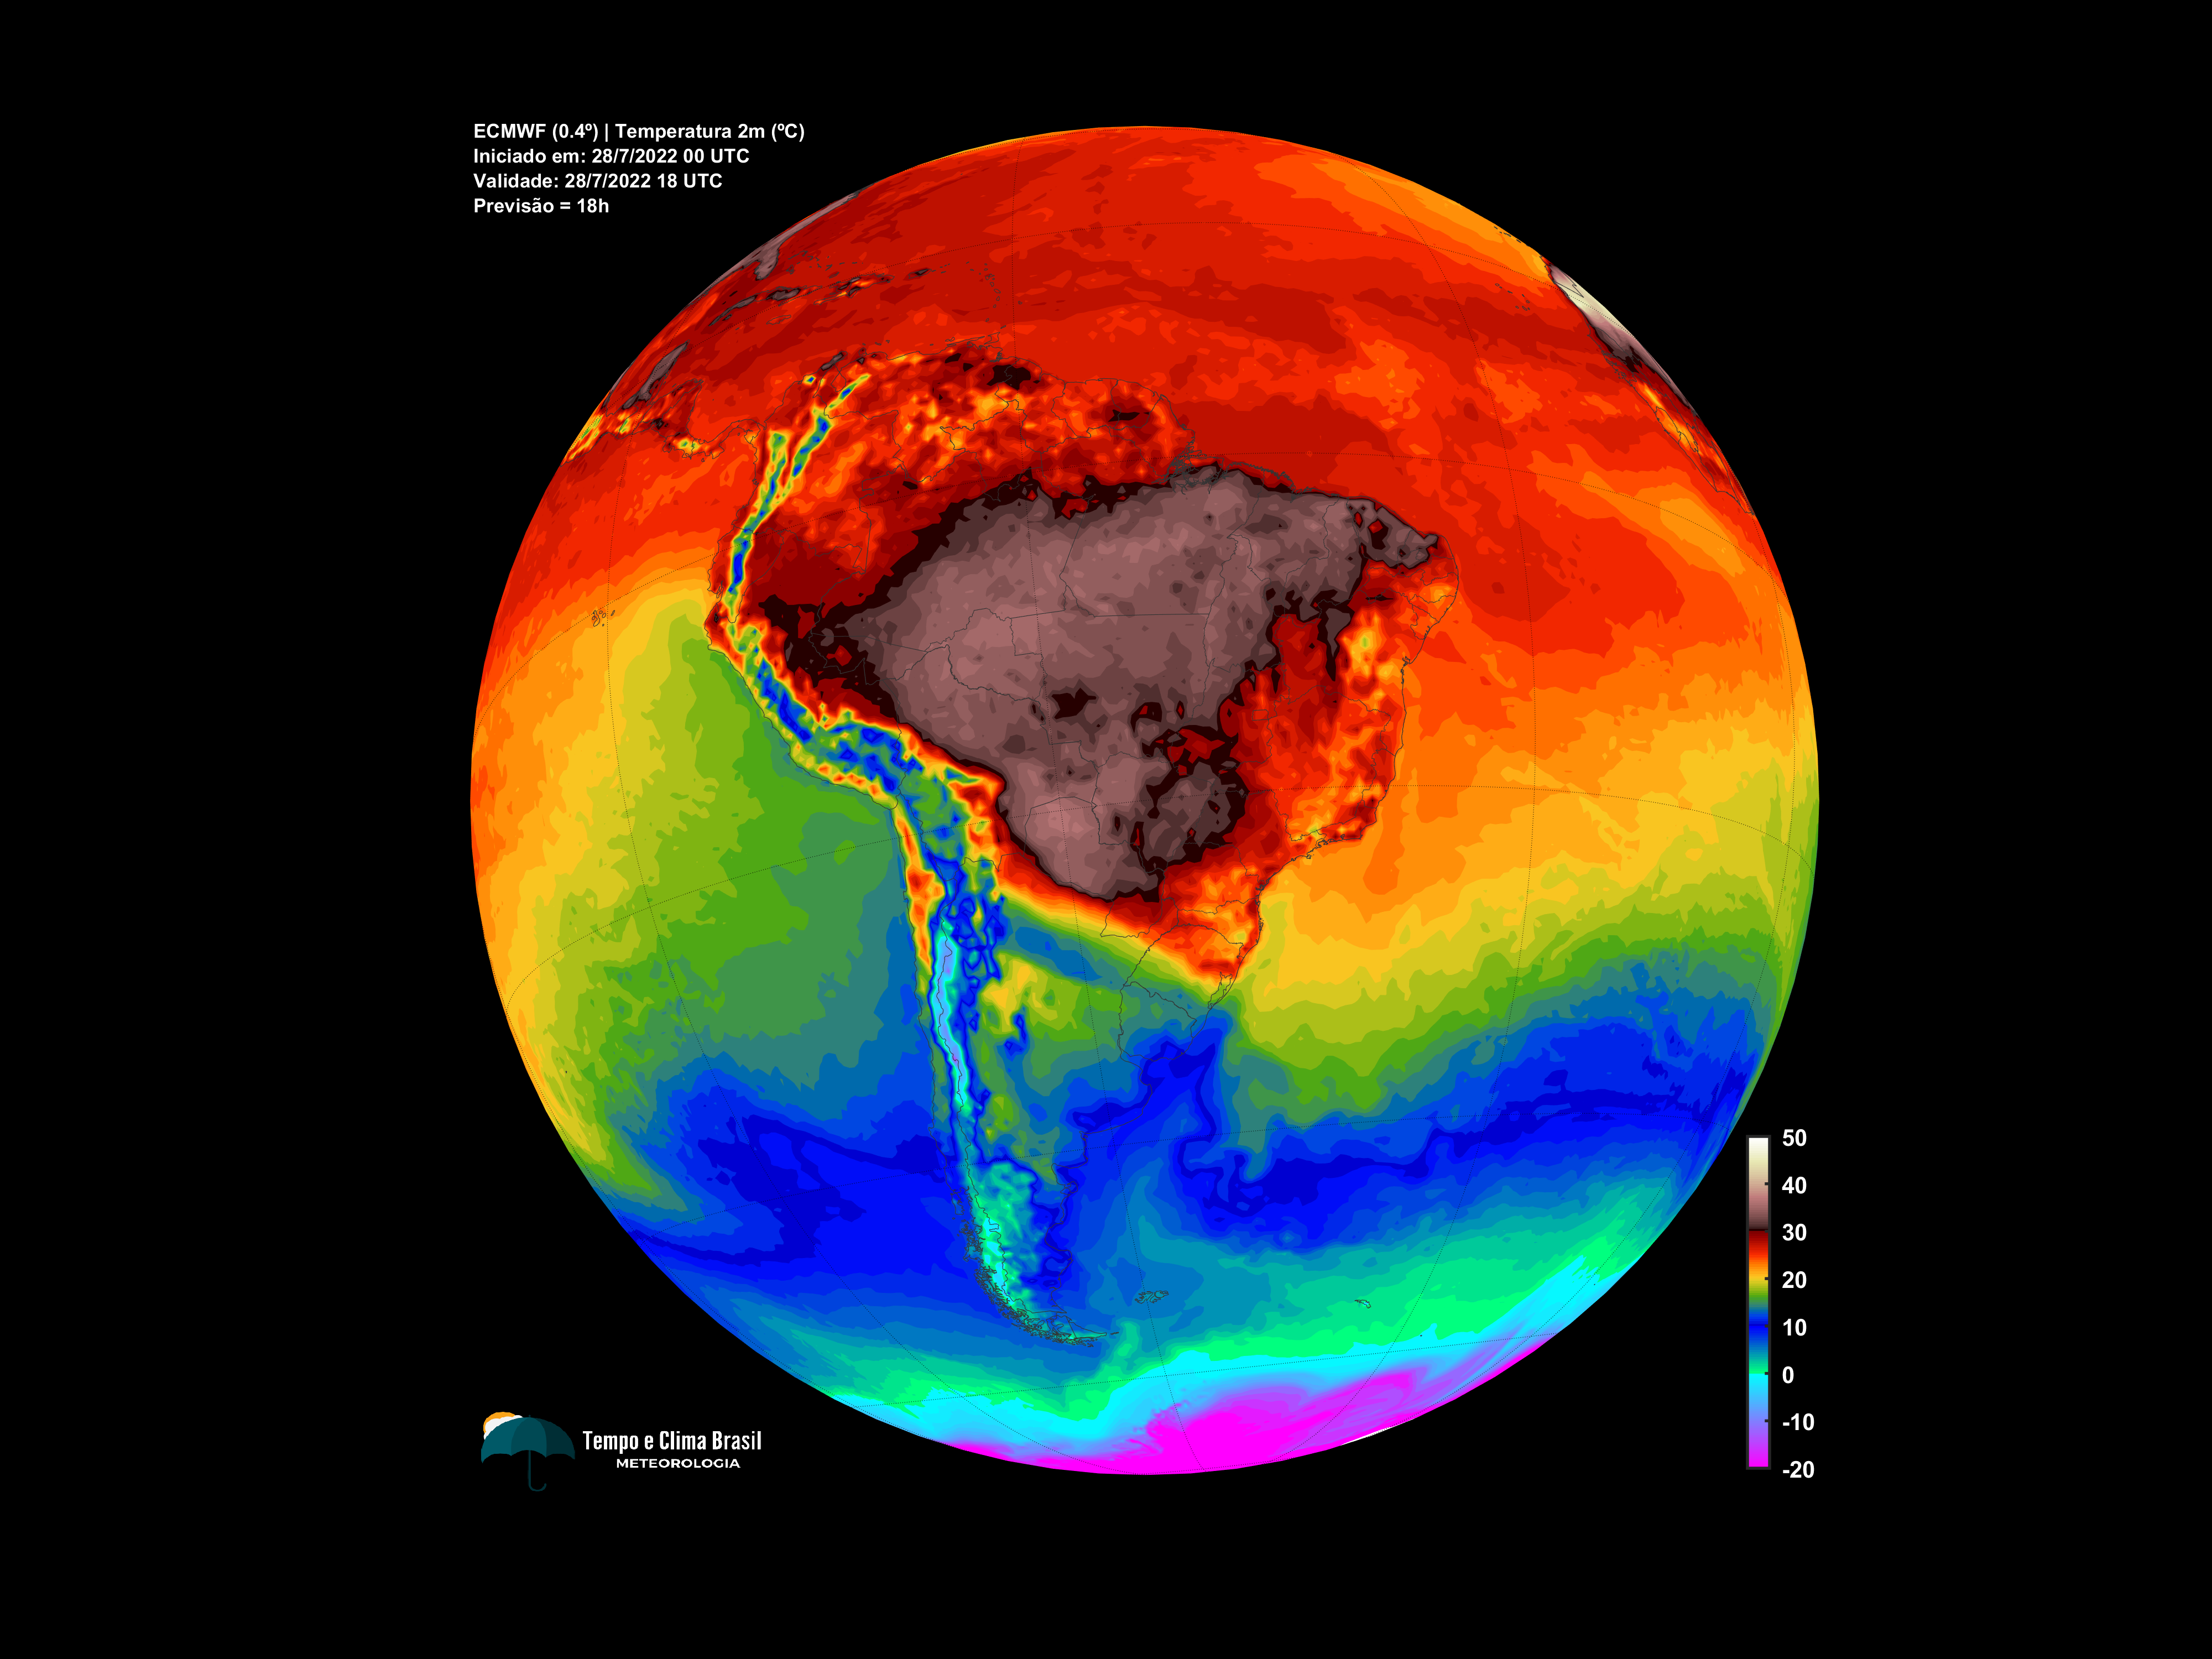 ECMWF (0.4º) | Temperatura 2m (ºC)
Iniciado em: 28/7/2022 00 UTC
Validade: 28/7/2022 18 UTC
Previsão = 18h
50
40
30
20
10
0
-10
-20
Tempo e Clima Brasil
METEOROLOGIA